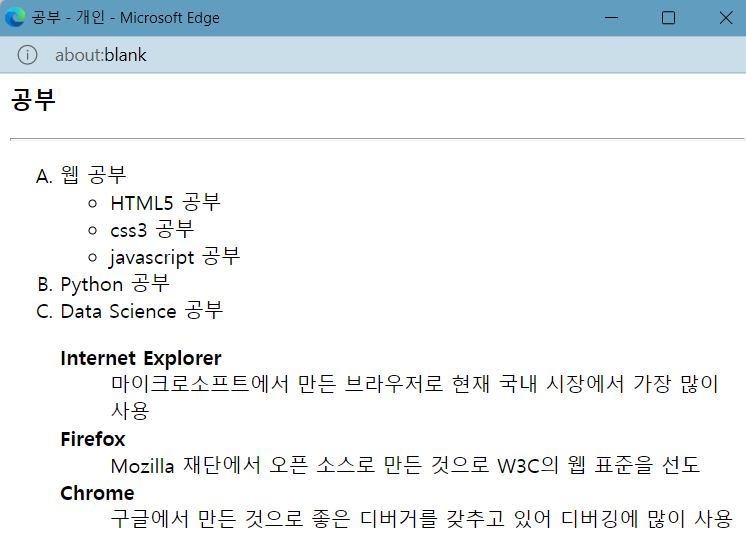 공부 - 개인 - Microsoft Edge
about:blank
공부
A. 웹 공부
HTML5 공부
css3 공부
javascript 공부
B. Python 공부
C. Data Science 공부
Internet Explorer
마이크로소프트에서 만든 브라우저로 현재 국내 시장에서 가장 많이
사용
Firefox
Mozilla 재단에서 오픈 소스로 만든 것으로 W3C의 웹 표준을 선도
Chrome
구글에서 만든 것으로 좋은 디버거를 갖추고 있어 디버깅에 많이 사용